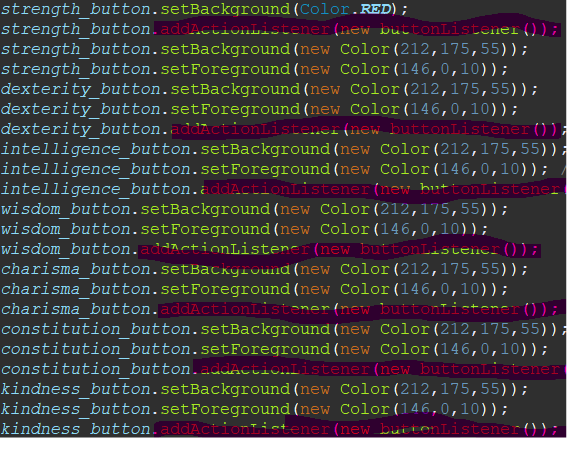 strength_button.setBackground(Color.RED);
strength_button.addActionListener(new buttonListener());
strength_button.setBackground(new Color(212,175,55));
strength_button.setForeground(new Color(146,0,10));
dexterity_button.setBackground(new Color(212,175,55));
dexterity_button.setForeground(new Color(146,0,10));
dexterity_button.addActionListener(new buttonListener());
intelligence_button.setBackground(new Color(212,175,55));
intelligence_button.setForeground(new Color(146,0,10)); /
intelligence_button.addActionListener(new buttonListener(
wisdom_button.setBackground(new Color(212,175,55));
wisdom_button.setForeground(new Color(146,0,10));
wisdom_button.addActionListener(new buttonListener());
charisma_button.setBackground(new Color(212,175,55));
charisma_button.setForeground(new Color(146,0,10));
charisma_button.addActionListener(new buttonListener());
constitution_button.setBackground(new Color(212,175,55));
constitution_button.setForeground(new Color(146,0,10));
constitution_button.addActionListener(new buttonListener(
kindness_button.setBackground(new Color(212,175,55));
kindness_button.setForeground(new Color(146,0,10));
kindness_button.addActionListener(new buttonListener());